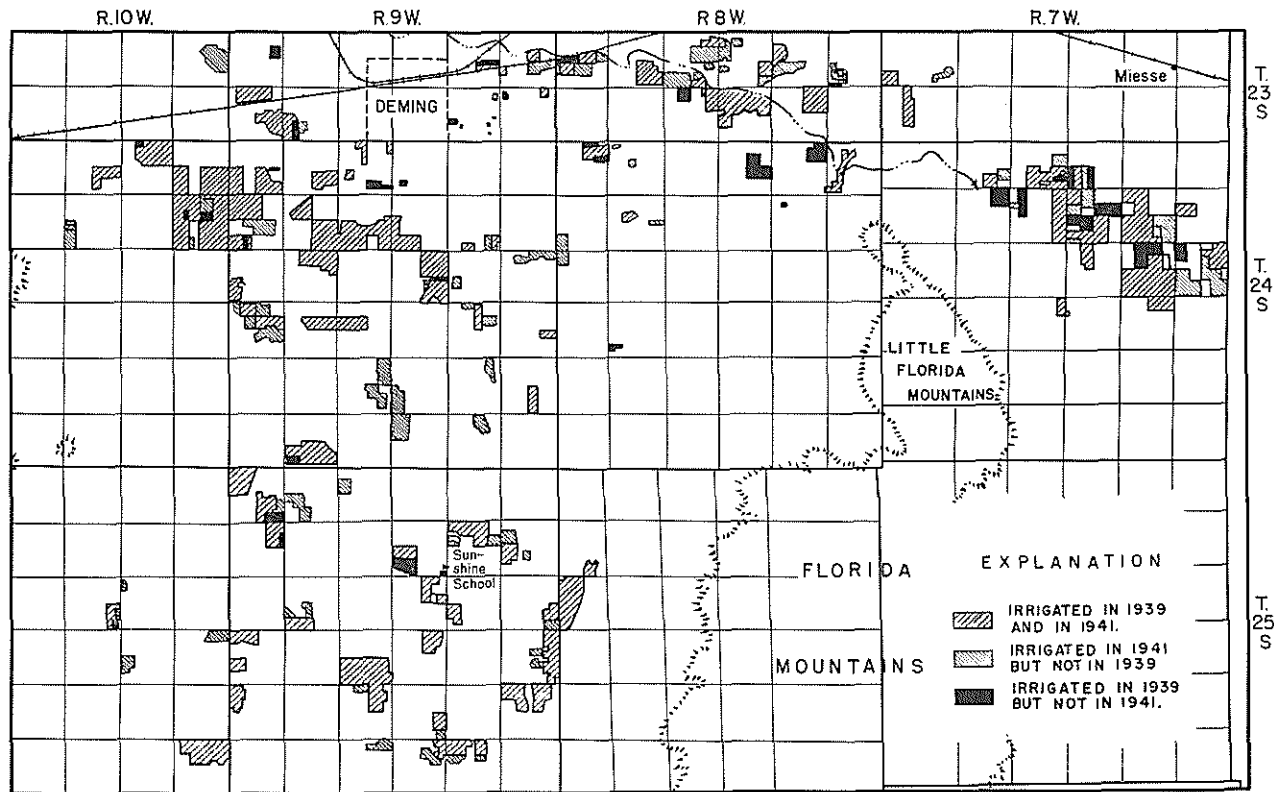 R.10W. R.9W. R8W. R.7W.
T.
23
S
Miesse
DEMING
T.
24
S
LITTLE
FLORIDA
MOUNTAINS
Sun-
shine
School
FLORIDA
MOUNTAINS
EXPLANATION
IRRIGATED IN 1939
AND IN 1941.
IRRIGATED IN 1941
BUT NOT IN 1939
IRRIGATED IN 1939
BUT NOT IN 1941.
T.
25
S